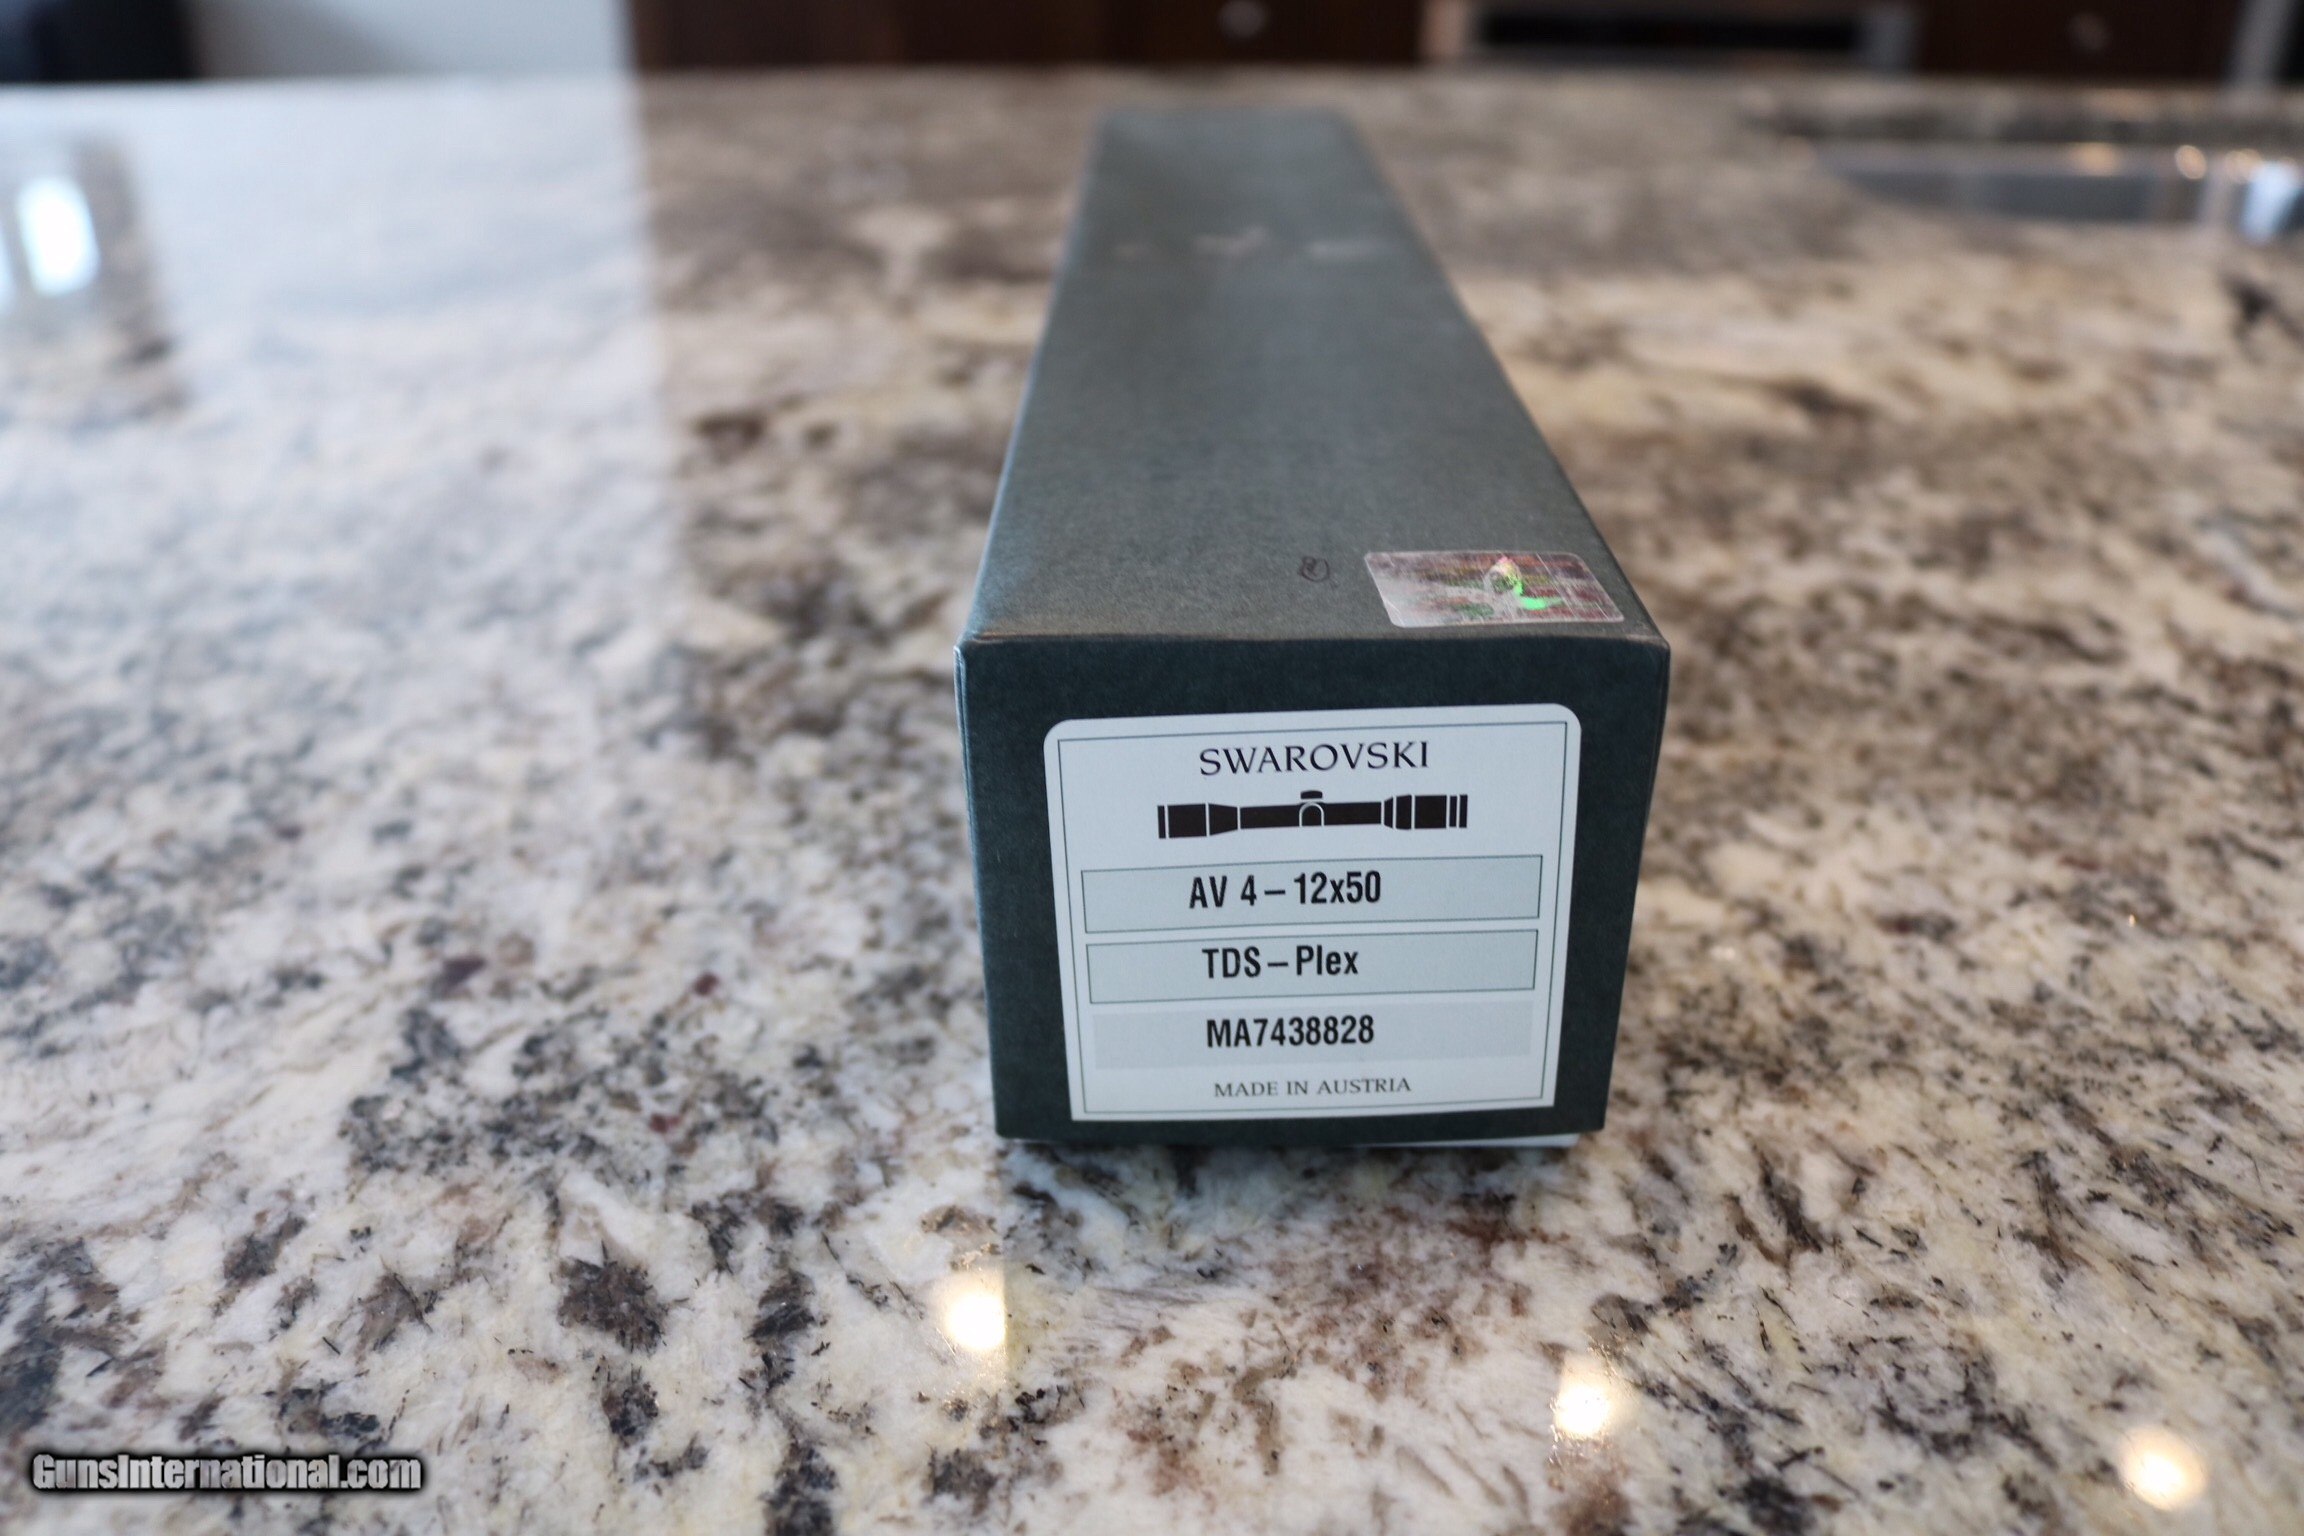 SWAROVSKI
AV 4–12x50
TDS–Plex
MA7438828
MADE IN AUSTRIA
GunsInternational.com